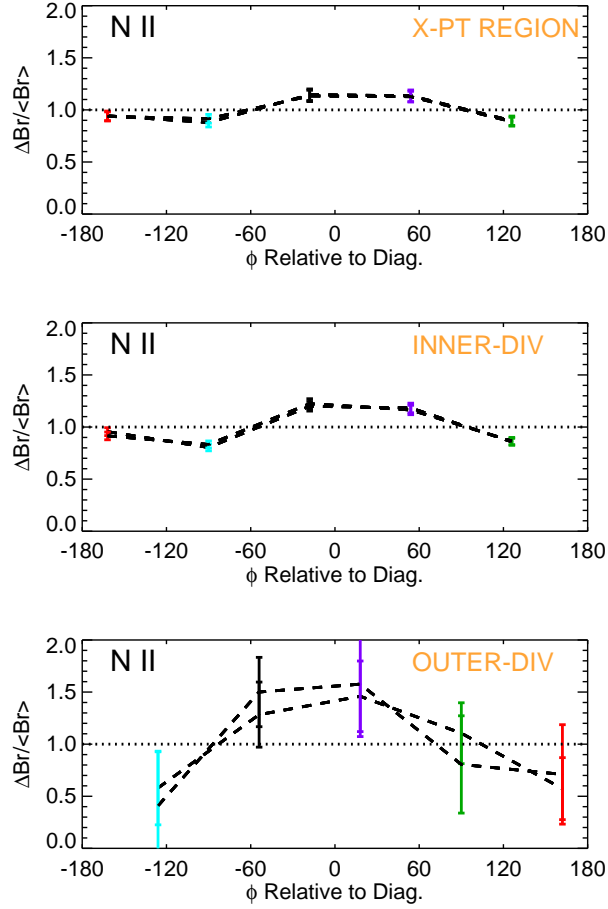 N II X-PT REGION
ΔBr/<Br>
2.0
1.5
1.0
0.5
0.0
-180 -120 -60 0 60 120 180
ϕ Relative to Diag.
N II INNER-DIV
ΔBr/<Br>
2.0
1.5
1.0
0.5
0.0
-180 -120 -60 0 60 120 180
ϕ Relative to Diag.
N II OUTER-DIV
ΔBr/<Br>
2.0
1.5
1.0
0.5
0.0
-180 -120 -60 0 60 120 180
ϕ Relative to Diag.